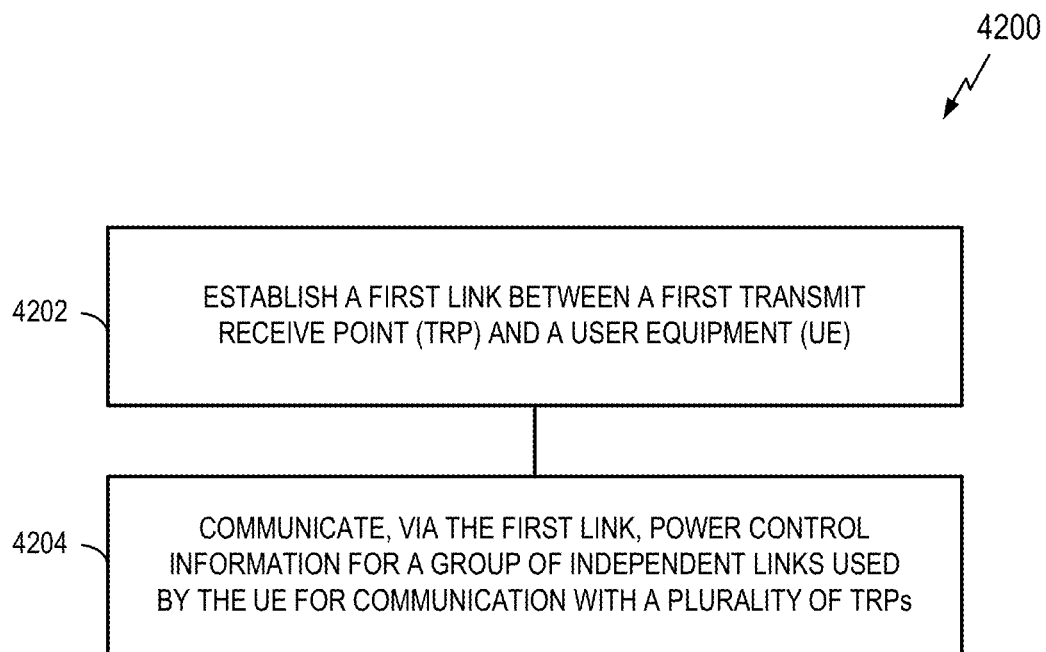 4200
4202
ESTABLISH A FIRST LINK BETWEEN A FIRST TRANSMIT
RECEIVE POINT (TRP) AND A USER EQUIPMENT (UE)
4204
COMMUNICATE, VIA THE FIRST LINK, POWER CONTROL
INFORMATION FOR A GROUP OF INDEPENDENT LINKS USED
BY THE UE FOR COMMUNICATION WITH A PLURALITY OF TRPs